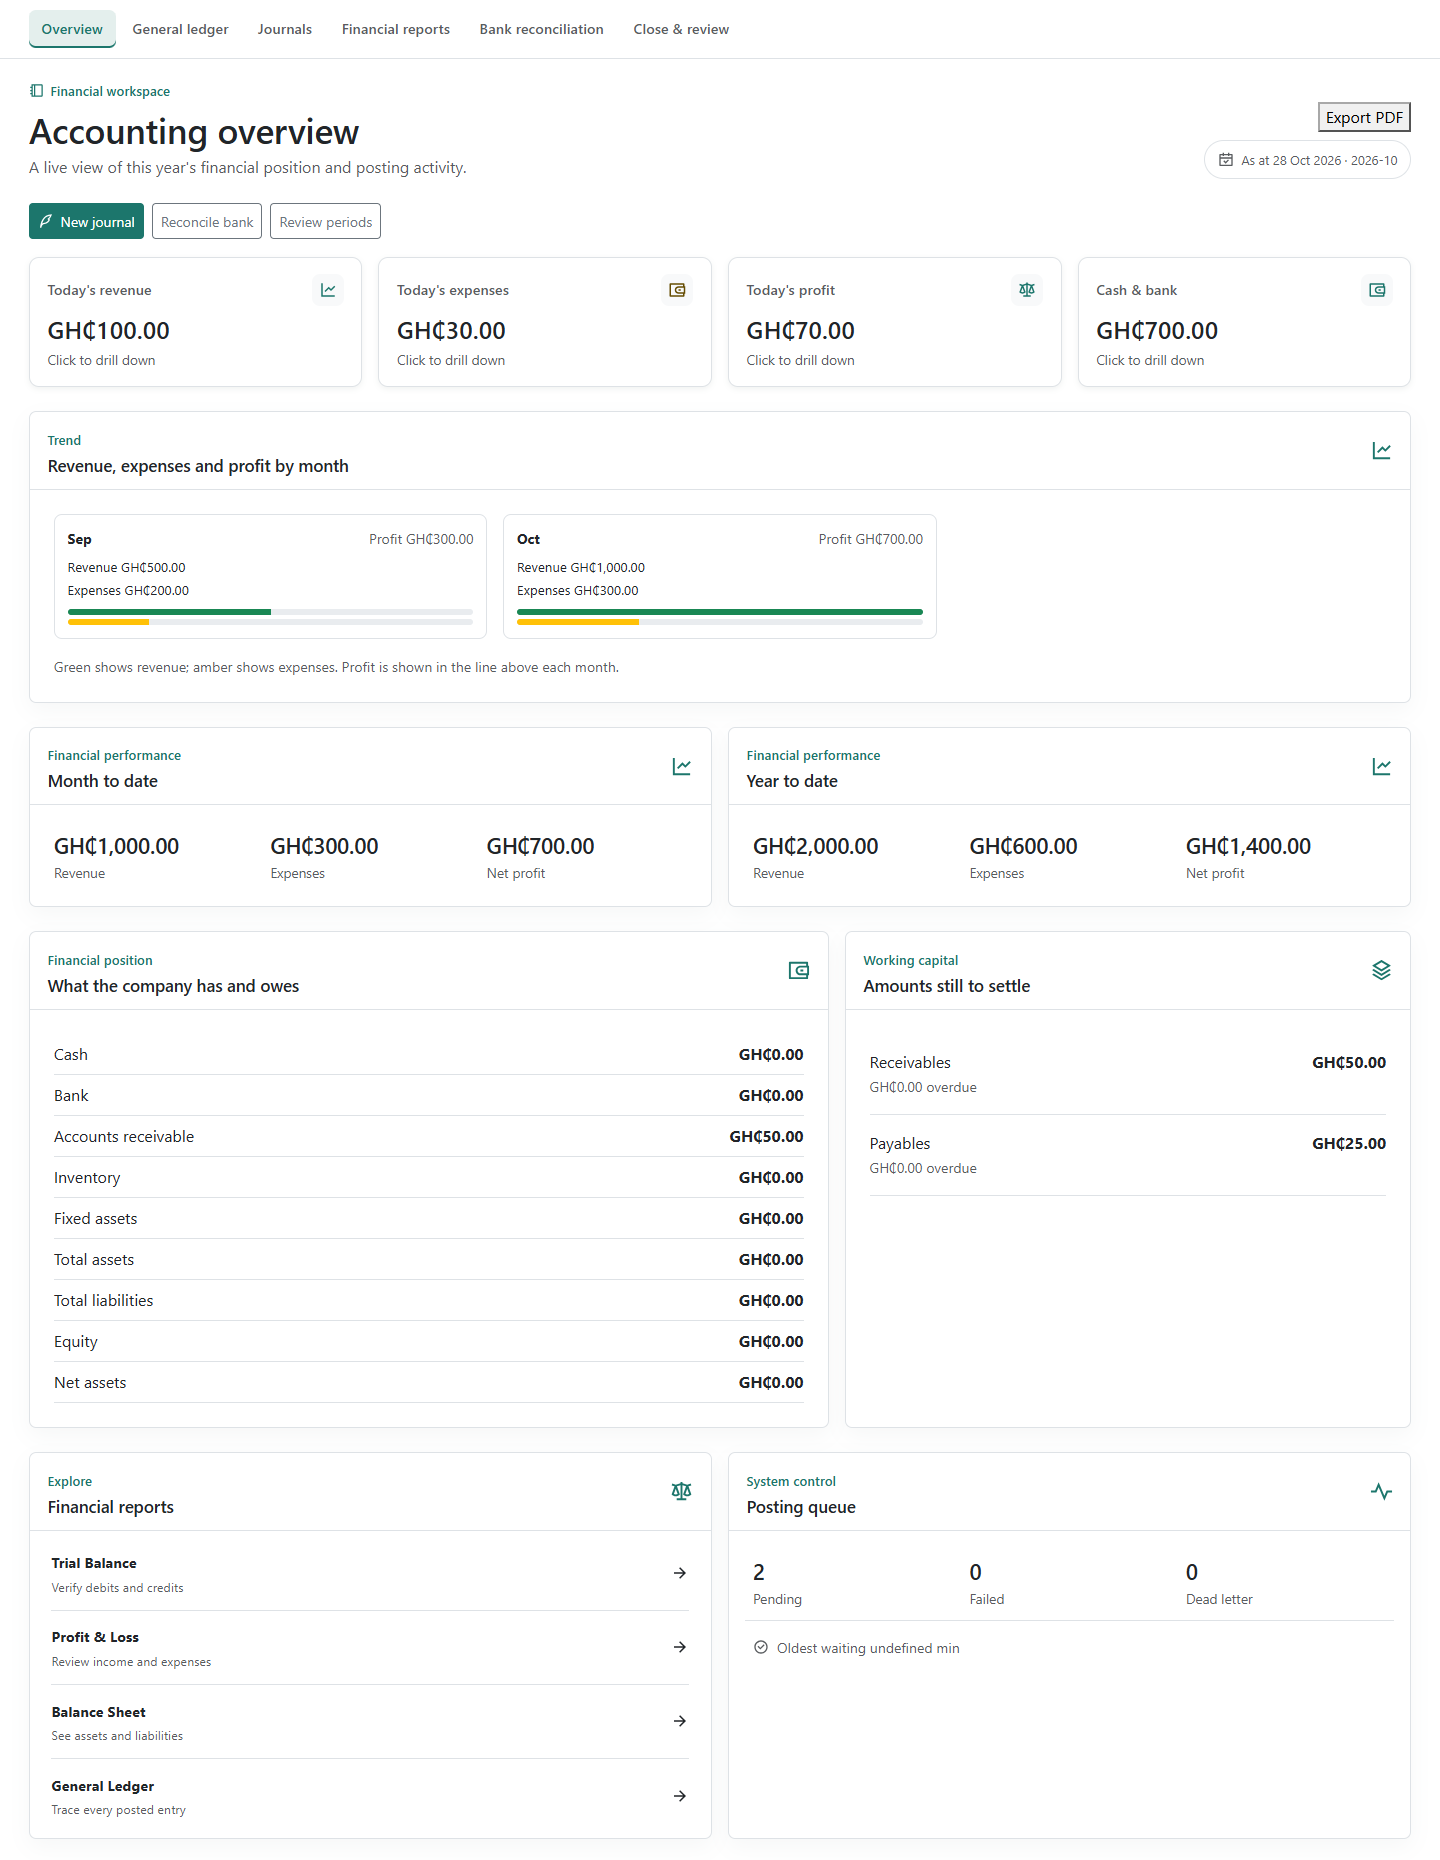 Overview General ledger Journals Financial reports Bank reconciliation Close & review
Financial workspace
Accounting overview
A live view of this year's financial position and posting activity.
Export PDF
As at 28 Oct 2026 · 2026-10
New journal Reconcile bank Review periods
Today's revenue
GH₵100.00
Click to drill down
Today's expenses
GH₵30.00
Click to drill down
Today's profit
GH₵70.00
Click to drill down
Cash & bank
GH₵700.00
Click to drill down
Trend
Revenue, expenses and profit by month
Sep Profit GH₵300.00
Revenue GH₵500.00
Expenses GH₵200.00
Oct Profit GH₵700.00
Revenue GH₵1,000.00
Expenses GH₵300.00
Green shows revenue; amber shows expenses. Profit is shown in the line above each month.
Financial performance
Month to date
GH₵1,000.00 GH₵300.00 GH₵700.00
Revenue Expenses Net profit
Financial performance
Year to date
GH₵2,000.00 GH₵600.00 GH₵1,400.00
Revenue Expenses Net profit
Financial position
What the company has and owes
Cash GH₵0.00
Bank GH₵0.00
Accounts receivable GH₵50.00
Inventory GH₵0.00
Fixed assets GH₵0.00
Total assets GH₵0.00
Total liabilities GH₵0.00
Equity GH₵0.00
Net assets GH₵0.00
Working capital
Amounts still to settle
Receivables GH₵50.00
GH₵0.00 overdue
Payables GH₵25.00
GH₵0.00 overdue
Explore
Financial reports
Trial Balance
Verify debits and credits
Profit & Loss
Review income and expenses
Balance Sheet
See assets and liabilities
General Ledger
Trace every posted entry
System control
Posting queue
2 0 0
Pending Failed Dead letter
Oldest waiting undefined min